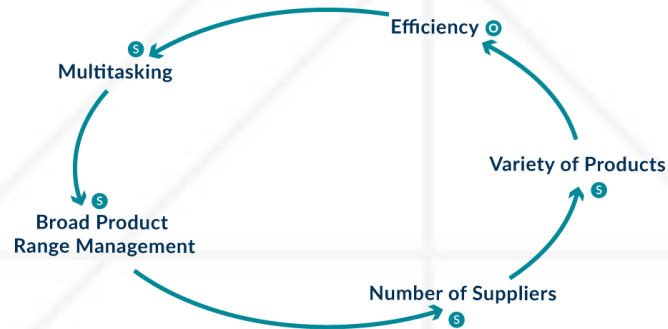 Efficiency O
S
Multitasking
Variety of Products
S
S
Broad Product
Range Management
Number of Suppliers
S